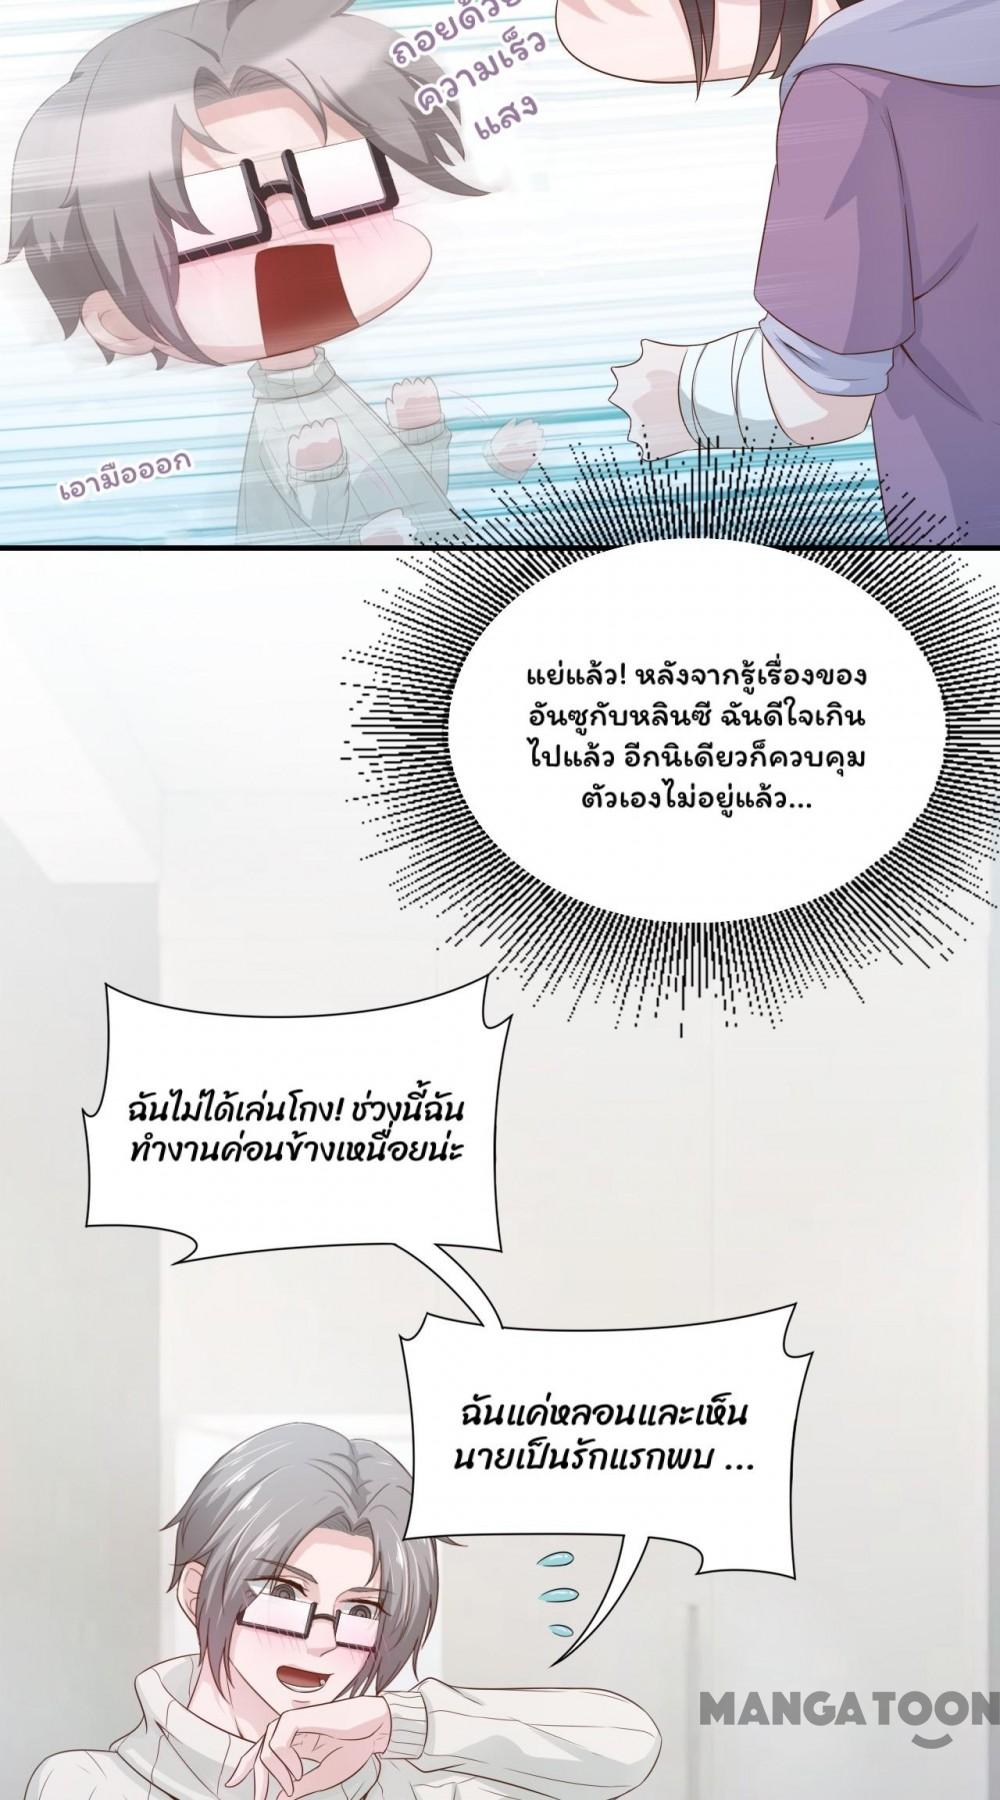 ถอยด้วย
ความเร็ว
แสง
เอามือออก
แย่แล้ว! หลังจากรู้เรื่องของ
อันซูกับหลินซี ฉันดีใจเกิน
ไปแล้ว อีกนิเดียวก็ควบคุม
ตัวเองไม่อยู่แล้ว...
ฉันไม่ได้เล่นโกง! ช่วงนี้ฉัน
ทำงานค่อนข้างเหนื่อยน่ะ
ฉันแค่หลอนและเห็น
นายเป็นรักแรกพบ ...
MANGATOON